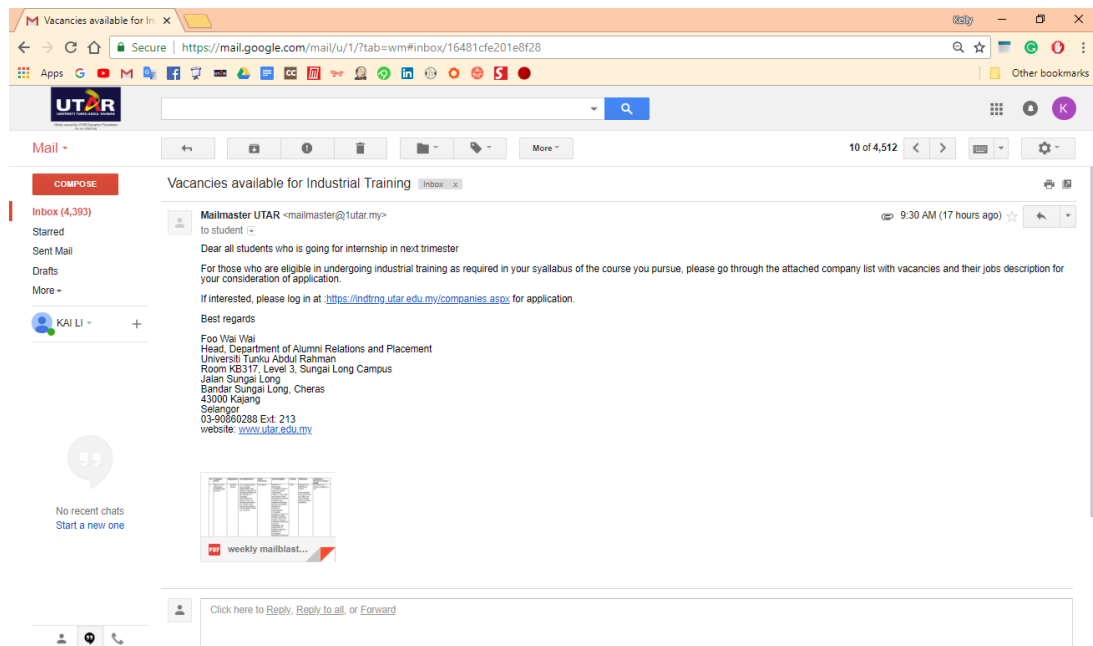 Vacancies available for In
Kelly
Secure | https://mail.google.com/mail/u/1/?tab=wm#inbox/16481cfe201e8f28
Apps
Other bookmarks
UTAR
Mail
More
10 of 4,512
COMPOSE
Vacancies available for Industrial Training Inbox x
Inbox (4,393)
Starred
Sent Mail
Drafts
More
KAI LI
Mailmaster UTAR <mailmaster@1utar.my>
9:30 AM (17 hours ago)
to student
Dear all students who is going for internship in next trimester
For those who are eligible in undergoing industrial training as required in your syallabus of the course you pursue, please go through the attached company list with vacancies and their jobs description for
your consideration of application.
If interested, please log in at :https://indtrng.utar.edu.my/companies.aspx for application.
Best regards
Foo Wai Wai
Head, Department of Alumni Relations and Placement
Universiti Tunku Abdul Rahman
Room KB317, Level 3, Sungai Long Campus
Jalan Sungai Long
Bandar Sungai Long, Cheras
43000 Kajang
Selangor
03-90860288 Ext: 213
website: www.utar.edu.my
PDF weekly mailblast...
No recent chats
Start a new one
Click here to Reply, Reply to all, or Forward
K